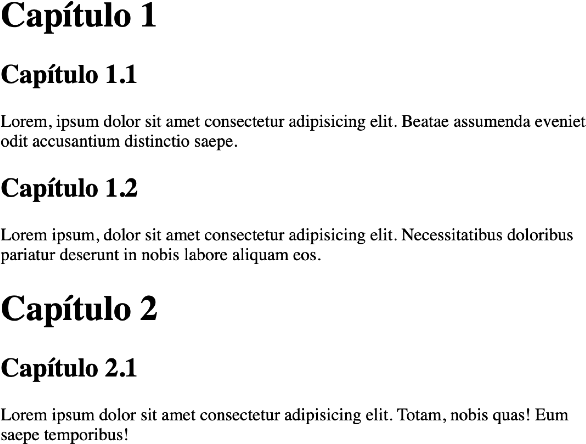 Capítulo 1
Capítulo 1.1
Lorem, ipsum dolor sit amet consectetur adipisicing elit. Beatae assumenda eveniet
odit accusantium distinctio saepe.
Capítulo 1.2
Lorem ipsum, dolor sit amet consectetur adipisicing elit. Necessitatibus doloribus
pariatur deserunt in nobis labore aliquam eos.
Capítulo 2
Capítulo 2.1
Lorem ipsum dolor sit amet consectetur adipisicing elit. Totam, nobis quas! Eum
saepe temporibus!